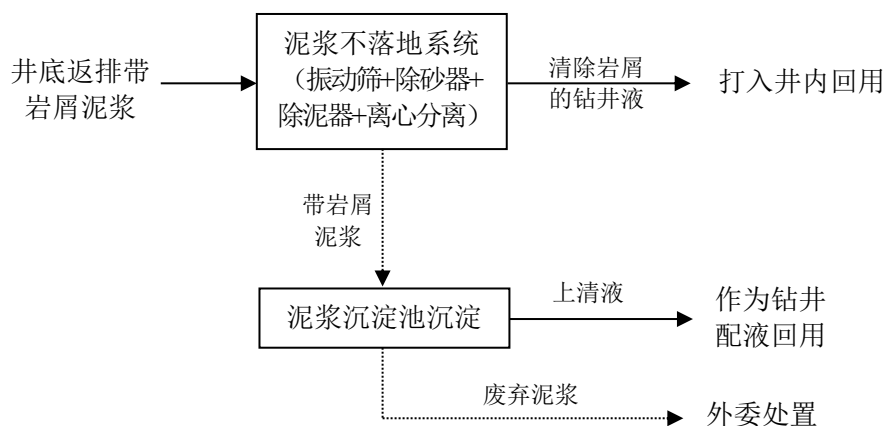 井底返排带
岩屑泥浆
泥浆不落地系统
（振动筛+除砂器+
除泥器+离心分离）
清除岩屑
的钻井液
打入井内回用
带岩屑
泥浆
泥浆沉淀池沉淀
上清液
作为钻井
配液回用
废弃泥浆
外委处置